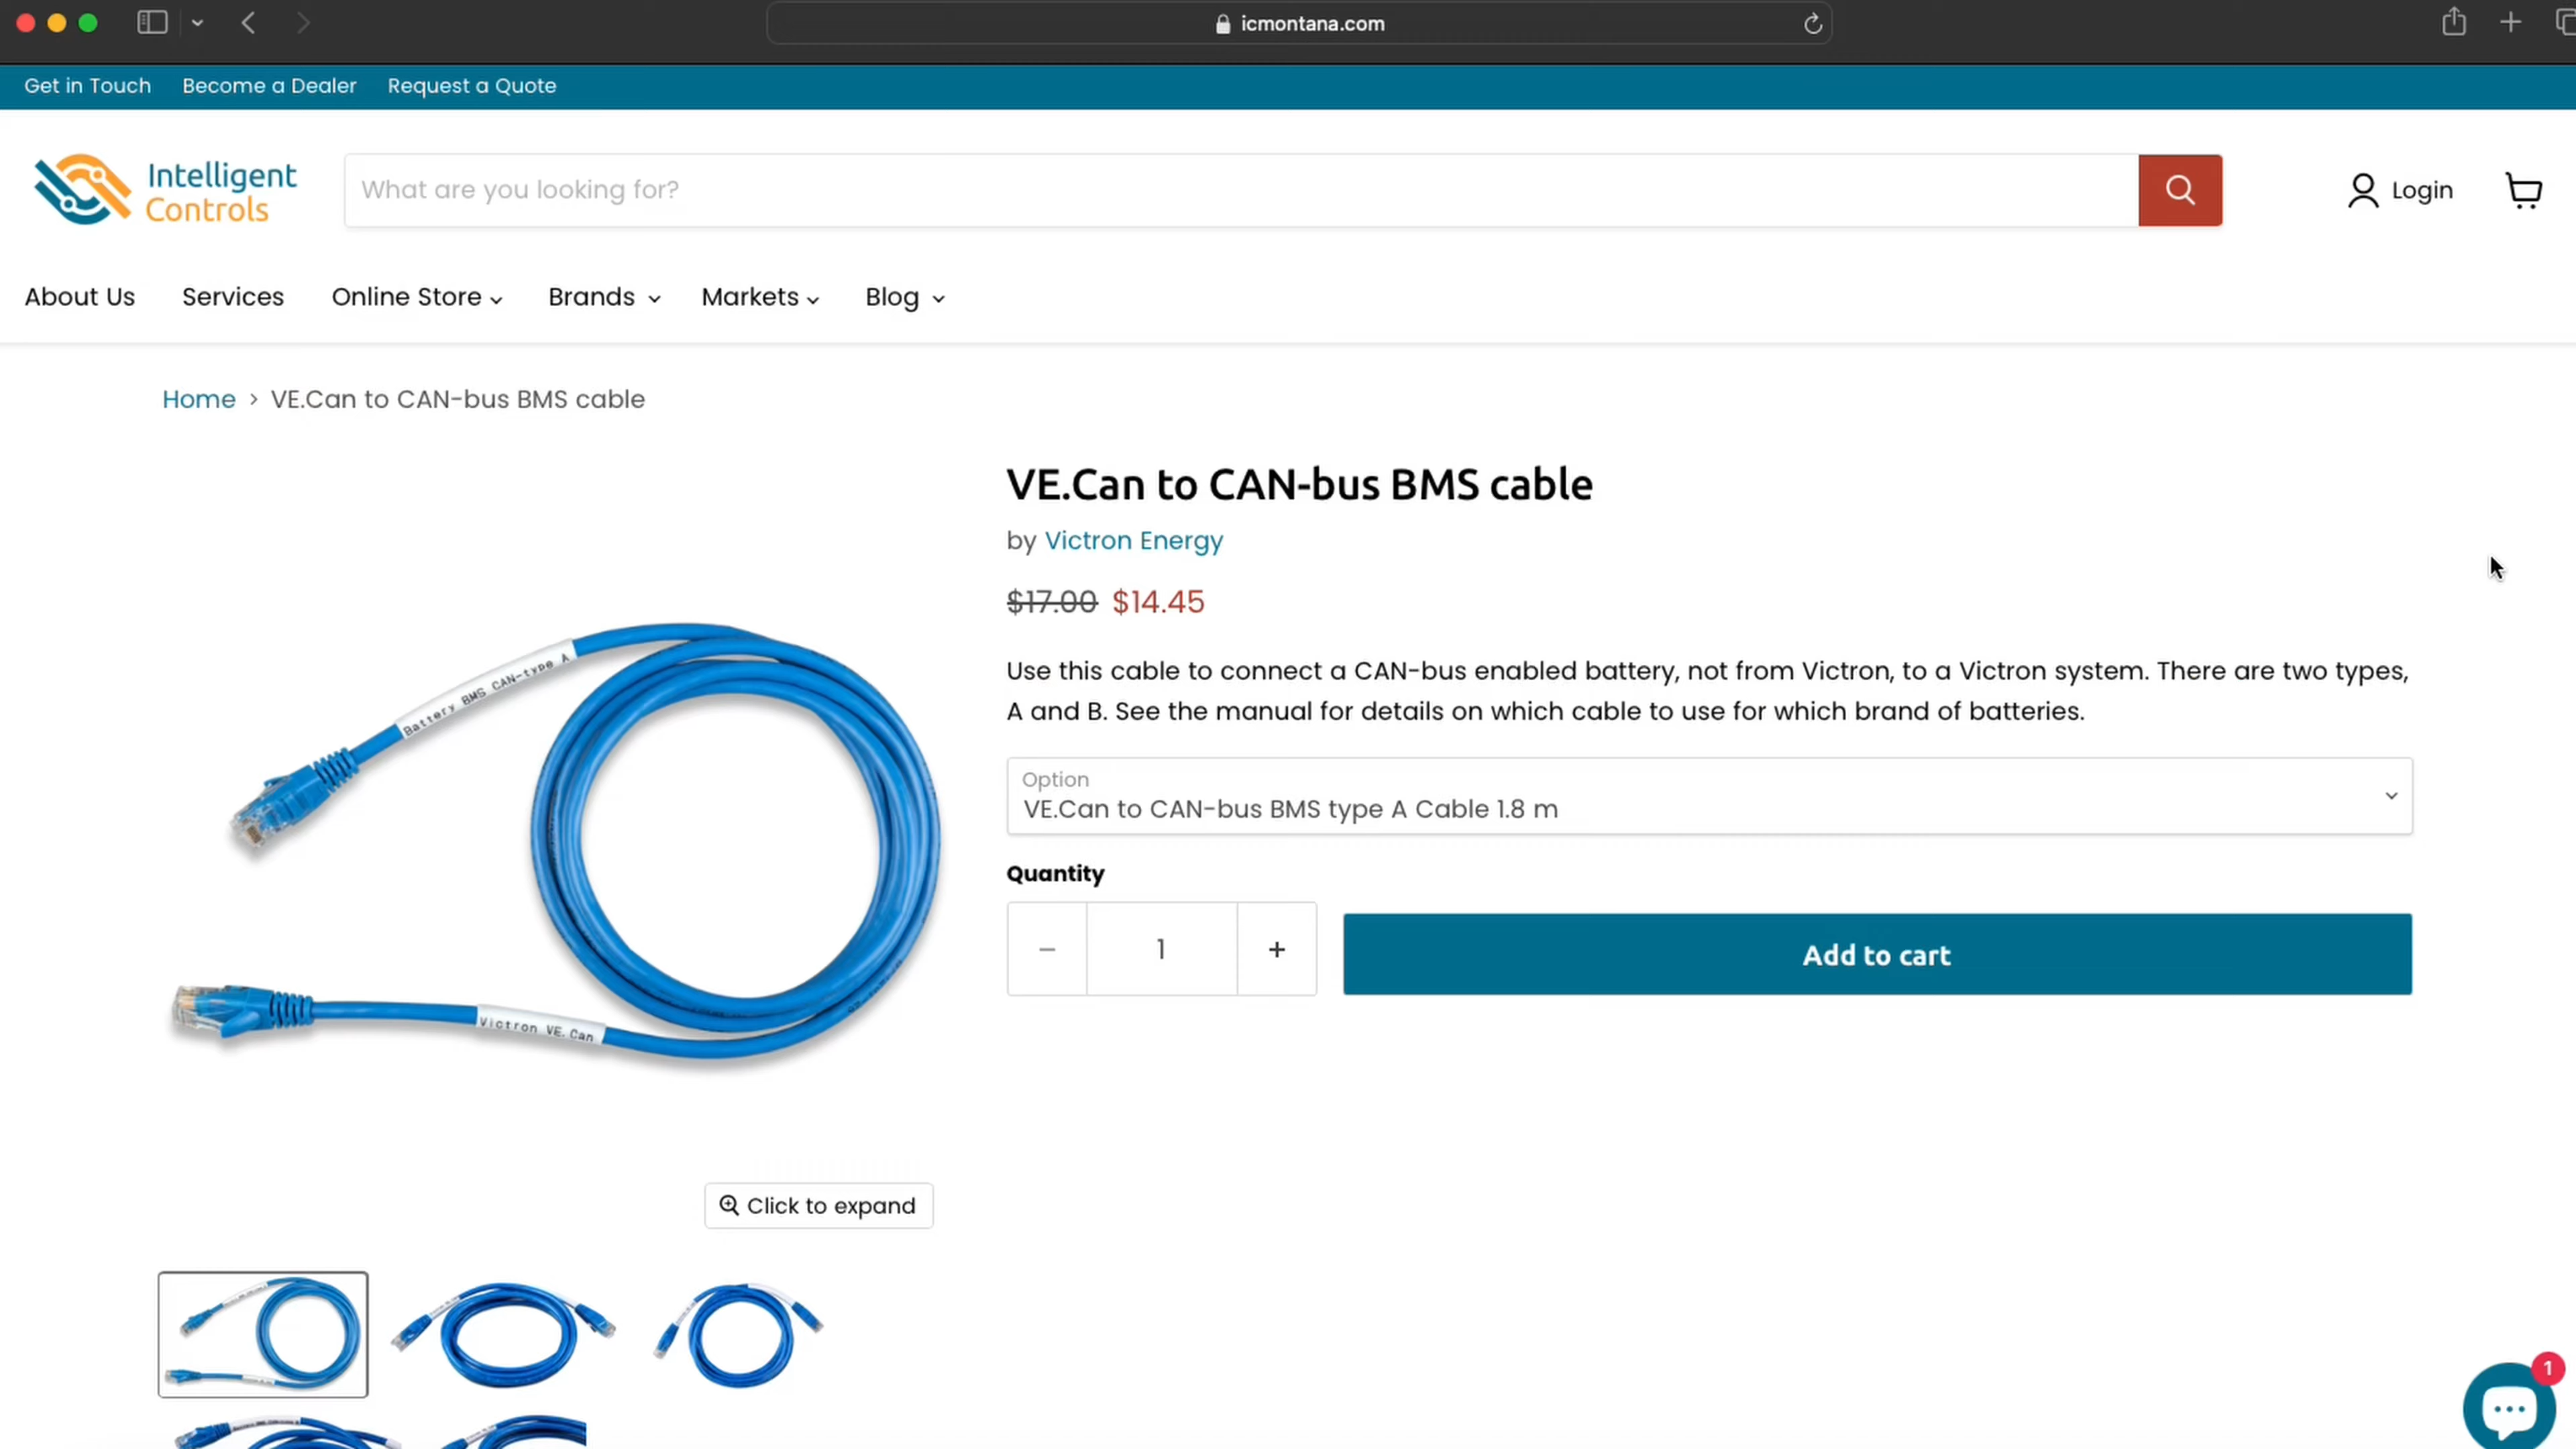 icmontana.com
Get in Touch Become a Dealer Request a Quote
Intelligent
Controls
What are you looking for?
Login
About Us Services Online Store Brands Markets Blog
Home > VE.Can to CAN-bus BMS cable
VE.Can to CAN-bus BMS cable
by Victron Energy
$17.00 $14.45
Use this cable to connect a CAN-bus enabled battery, not from Victron, to a Victron system. There are two types,
A and B. See the manual for details on which cable to use for which brand of batteries.
Option
VE.Can to CAN-bus BMS type A Cable 1.8 m
Quantity
− 1 +
Add to cart
Battery BMS CAN-type A
Victron VE.Can
Click to expand
1